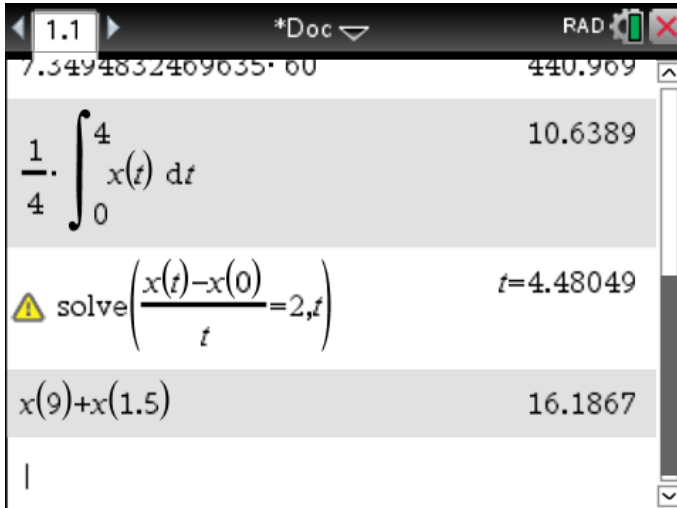 1.1 *Doc RAD
7.3494832469635·60 440.969
1/4·∫₀⁴ x(t) dt 10.6389
solve((x(t)−x(0))/t=2,t) t=4.48049
x(9)+x(1.5) 16.1867